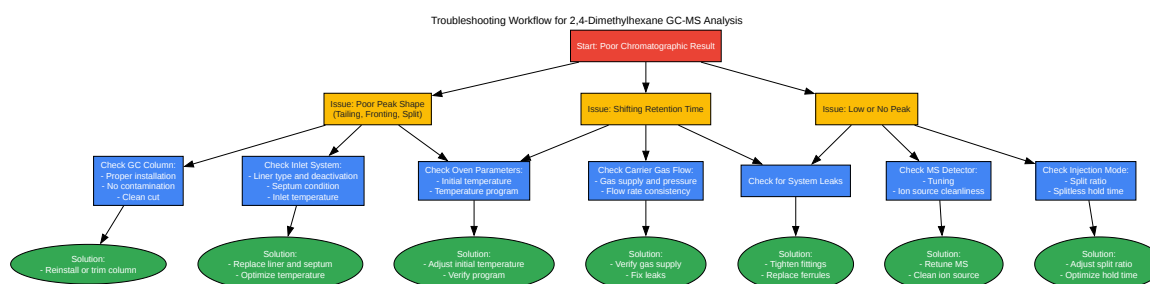 Troubleshooting Workflow for 2,4-Dimethylhexane GC-MS Analysis
Start: Poor Chromatographic Result
Issue: Poor Peak Shape
(Tailing, Fronting, Split)
Issue: Shifting Retention Time
Issue: Low or No Peak
Check GC Column:
- Proper installation
- No contamination
- Clean cut
Check Inlet System:
- Liner type and deactivation
- Septum condition
- Inlet temperature
Check Oven Parameters:
- Initial temperature
- Temperature program
Check Carrier Gas Flow:
- Gas supply and pressure
- Flow rate consistency
Check for System Leaks
Check MS Detector:
- Tuning
- Ion source cleanliness
Check Injection Mode:
- Split ratio
- Splitless hold time
Solution:
- Reinstall or trim column
Solution:
- Replace liner and septum
- Optimize temperature
Solution:
- Adjust initial temperature
- Verify program
Solution:
- Verify gas supply
- Fix leaks
Solution:
- Tighten fittings
- Replace ferrules
Solution:
- Retune MS
- Clean ion source
Solution:
- Adjust split ratio
- Optimize hold time